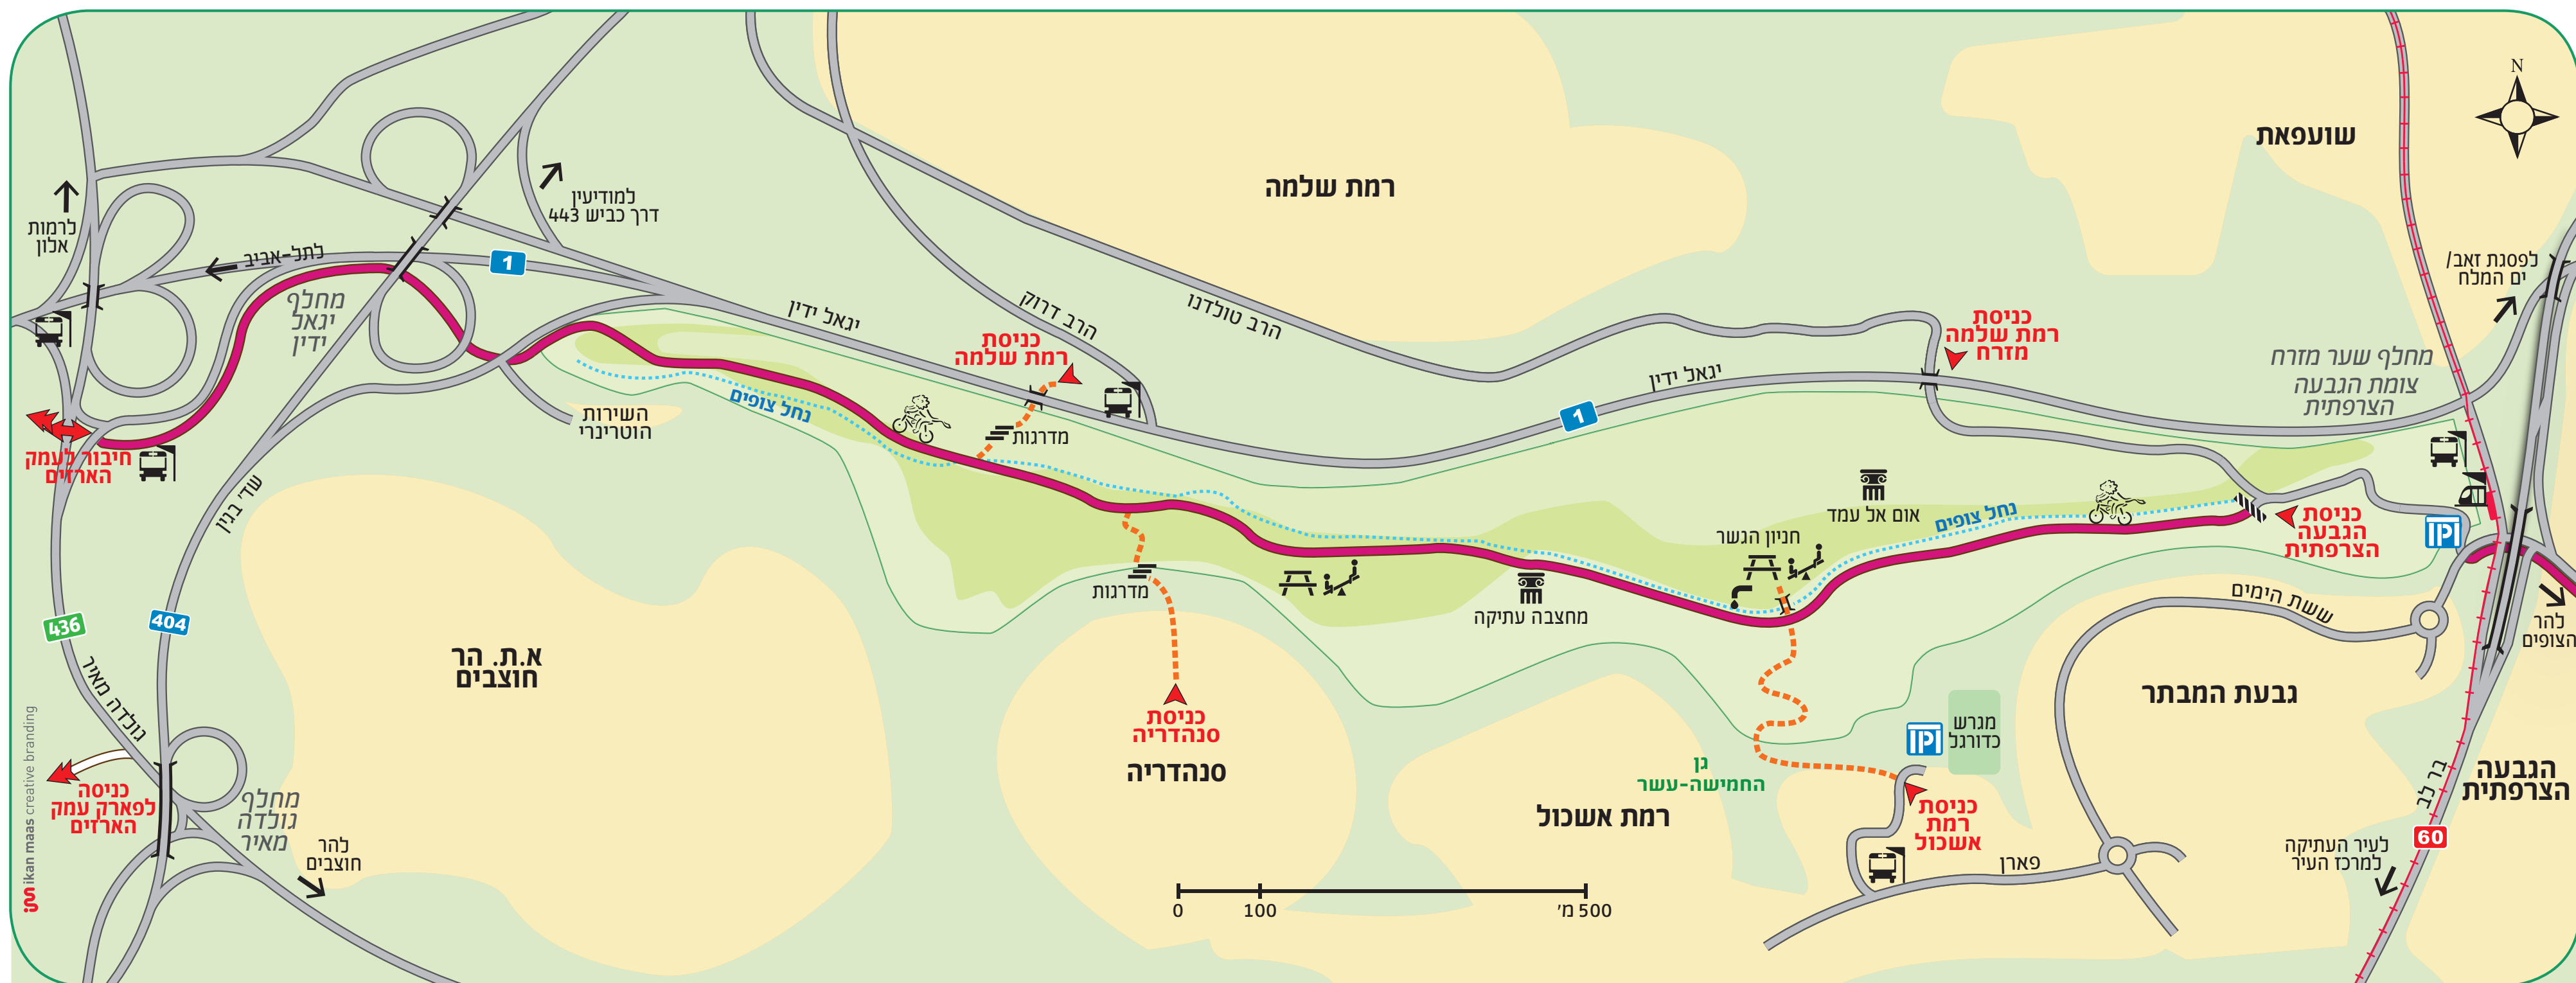 N
שועפאת
רמת שלמה
לרמות
אלון
למודיעין
דרך כביש 443
לתל-אביב
1
מחלף
יגאל
ידין
יגאל ידין
הרב דרוק
הרב טולדנו
כניסת
רמת שלמה
כניסת
רמת שלמה
מזרח
לפסגת זאב/
ים המלח
מחלף שער מזרח
צומת הגבעה
הצרפתית
יגאל ידין
1
נחל צופים
השירות
הוטרינרי
מדרגות
חיבור לעמק
הארזים
שד' בגין
אום אל עמד
נחל צופים
כניסת
הגבעה
הצרפתית
חניון הגשר
מדרגות
מחצבה עתיקה
ששת הימים
להר
הצופים
436
404
א.ת. הר
חוצבים
גולדה מאיר
כניסת
סנהדריה
סנהדריה
גבעת המבתר
מגרש
כדורגל
גן
החמישה-עשר
רמת אשכול
כניסת
רמת
אשכול
פארן
הגבעה
הצרפתית
בר לב
60
לעיר העתיקה
למרכז העיר
כניסה
לפארק עמק
הארזים
מחלף
גולדה
מאיר
להר
חוצבים
0
100
500 מ'
ikan maas creative branding